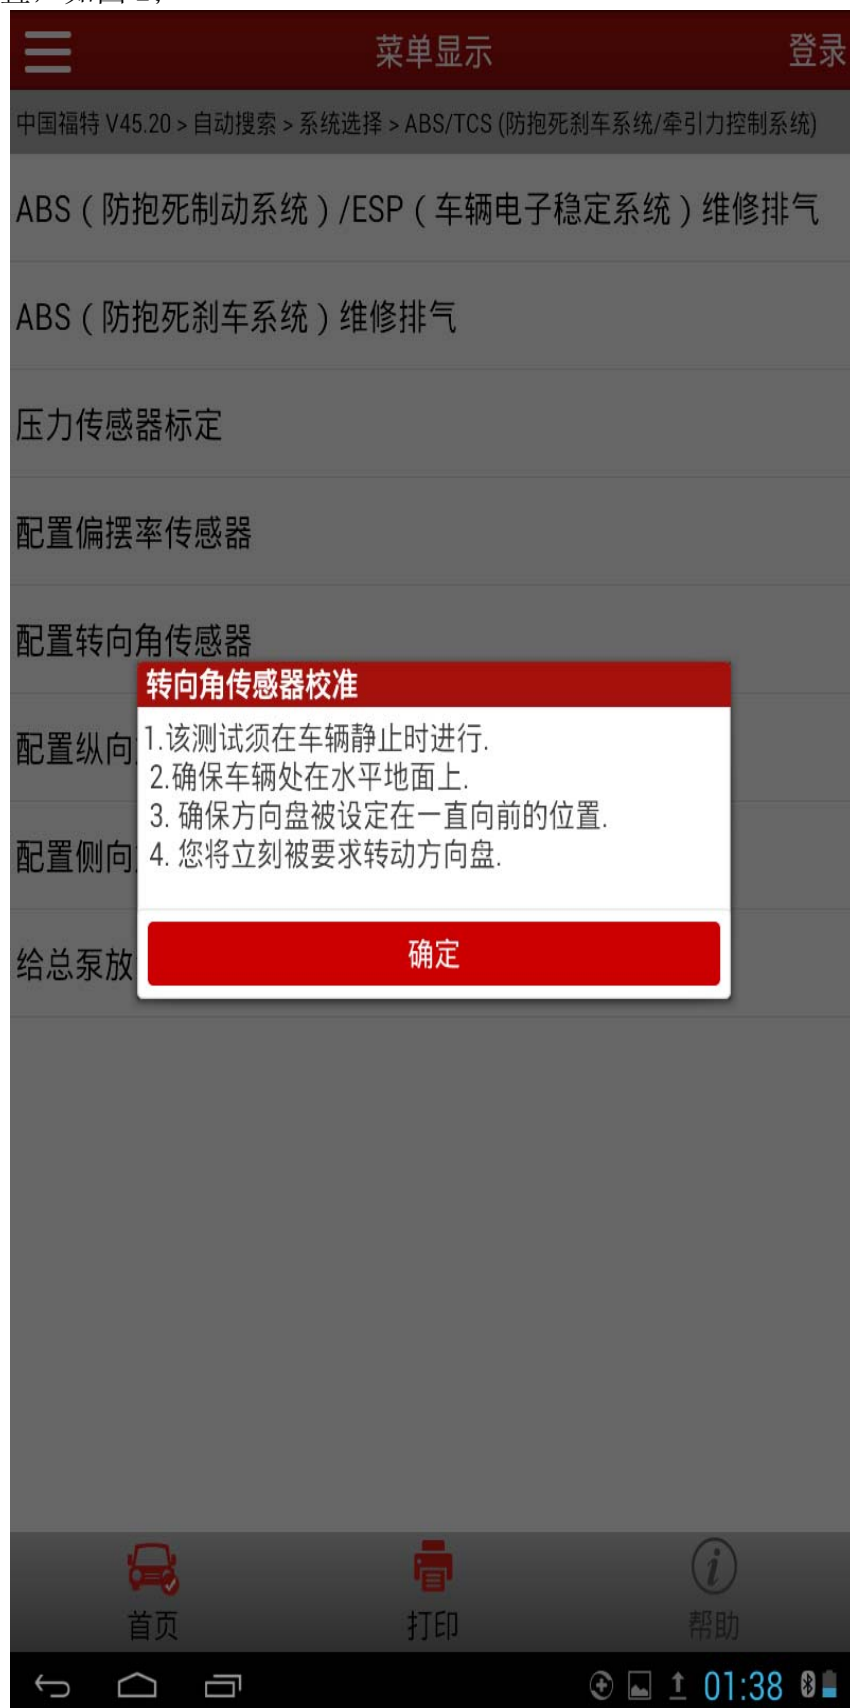 菜单显示
登录
中国福特 V45.20 > 自动搜索 > 系统选择 > ABS/TCS (防抱死刹车系统/牵引力控制系统)
ABS（防抱死制动系统）/ESP（车辆电子稳定系统）维修排气
ABS（防抱死刹车系统）维修排气
压力传感器标定
配置偏摆率传感器
配置转向角传感器
转向角传感器校准
配置纵向
1.该测试须在车辆静止时进行.
2.确保车辆处在水平地面上.
3. 确保方向盘被设定在一直向前的位置.
配置侧向
4. 您将立刻被要求转动方向盘.
给总泵放
确定
首页
打印
帮助
01:38